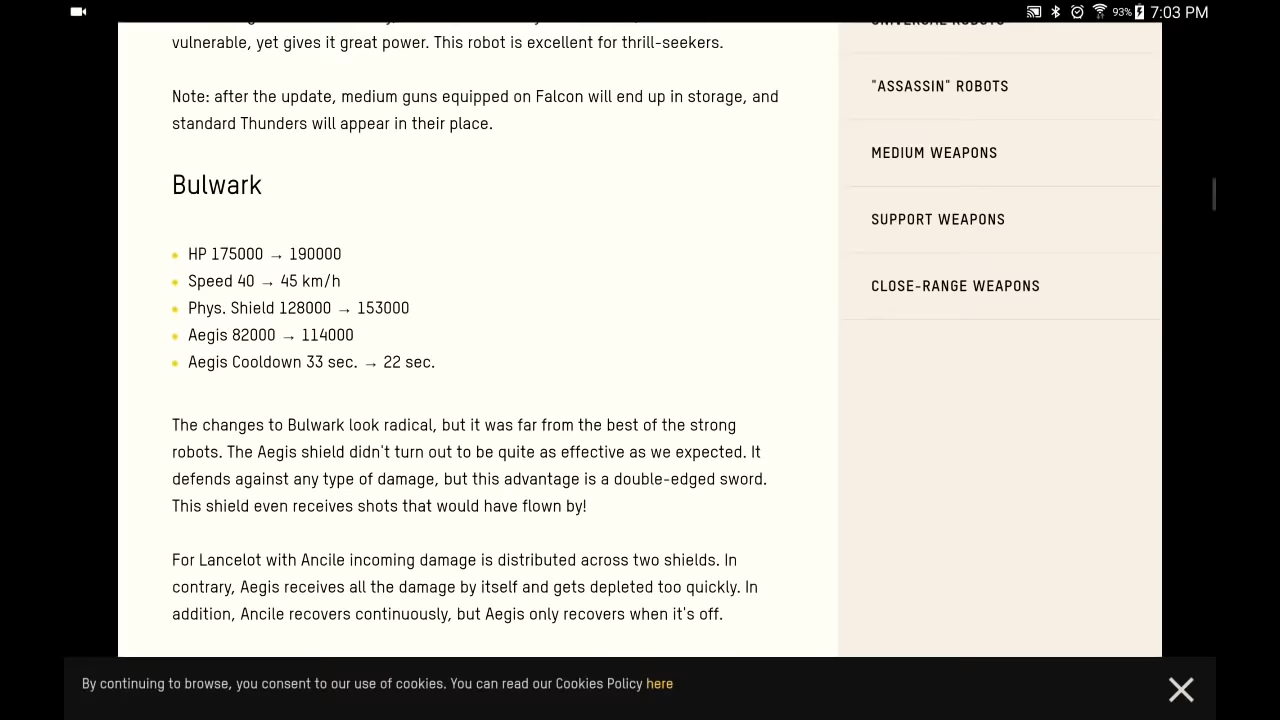 93% 7:03 PM
vulnerable, yet gives it great power. This robot is excellent for thrill-seekers.
Note: after the update, medium guns equipped on Falcon will end up in storage, and
standard Thunders will appear in their place.
Bulwark
HP 175000 → 190000
Speed 40 → 45 km/h
Phys. Shield 128000 → 153000
Aegis 82000 → 114000
Aegis Cooldown 33 sec. → 22 sec.
The changes to Bulwark look radical, but it was far from the best of the strong
robots. The Aegis shield didn't turn out to be quite as effective as we expected. It
defends against any type of damage, but this advantage is a double-edged sword.
This shield even receives shots that would have flown by!
For Lancelot with Ancile incoming damage is distributed across two shields. In
contrary, Aegis receives all the damage by itself and gets depleted too quickly. In
addition, Ancile recovers continuously, but Aegis only recovers when it's off.
UNIVERSAL ROBOTS
"ASSASSIN" ROBOTS
MEDIUM WEAPONS
SUPPORT WEAPONS
CLOSE-RANGE WEAPONS
By continuing to browse, you consent to our use of cookies. You can read our Cookies Policy here